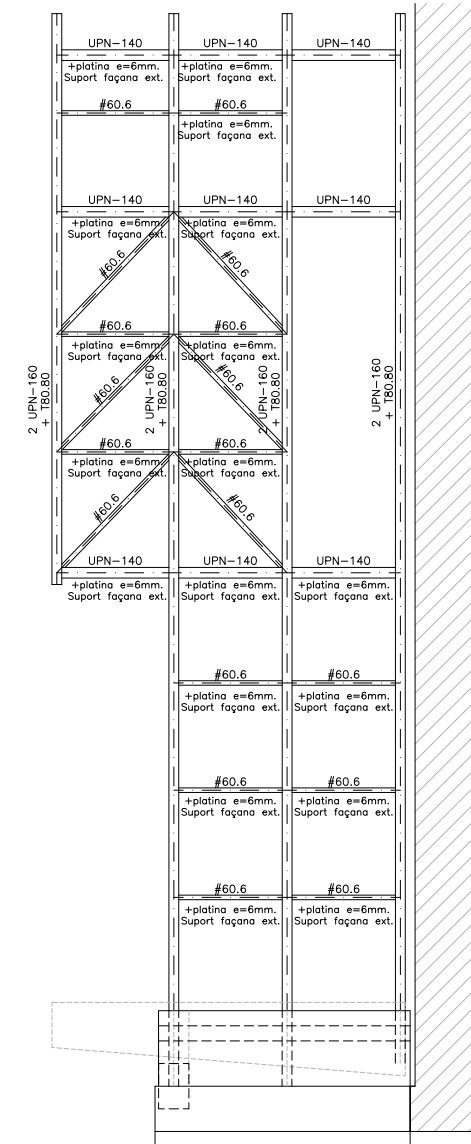 UPN-140 UPN-140 UPN-140
+platina e=6mm. +platina e=6mm.
Suport façana ext. Suport façana ext.
#60.6 #60.6
+platina e=6mm.
Suport façana ext.
UPN-140 UPN-140 UPN-140
+platina e=6mm. +platina e=6mm.
Suport façana ext. Suport façana ext.
#60.6 #60.6
#60.6 #60.6
+platina e=6mm. +platina e=6mm.
Suport façana ext. Suport façana ext.
#60.6 #60.6
2 UPN-160 2 UPN-160 2 UPN-160 2 UPN-160
+ T80.80 + T80.80 + T80.80 + T80.80
#60.6 #60.6
+platina e=6mm. +platina e=6mm.
Suport façana ext. Suport façana ext.
#60.6 #60.6
UPN-140 UPN-140 UPN-140
+platina e=6mm. +platina e=6mm. +platina e=6mm.
Suport façana ext. Suport façana ext. Suport façana ext.
#60.6 #60.6
+platina e=6mm. +platina e=6mm.
Suport façana ext. Suport façana ext.
#60.6 #60.6
+platina e=6mm. +platina e=6mm.
Suport façana ext. Suport façana ext.
#60.6 #60.6
+platina e=6mm. +platina e=6mm.
Suport façana ext. Suport façana ext.